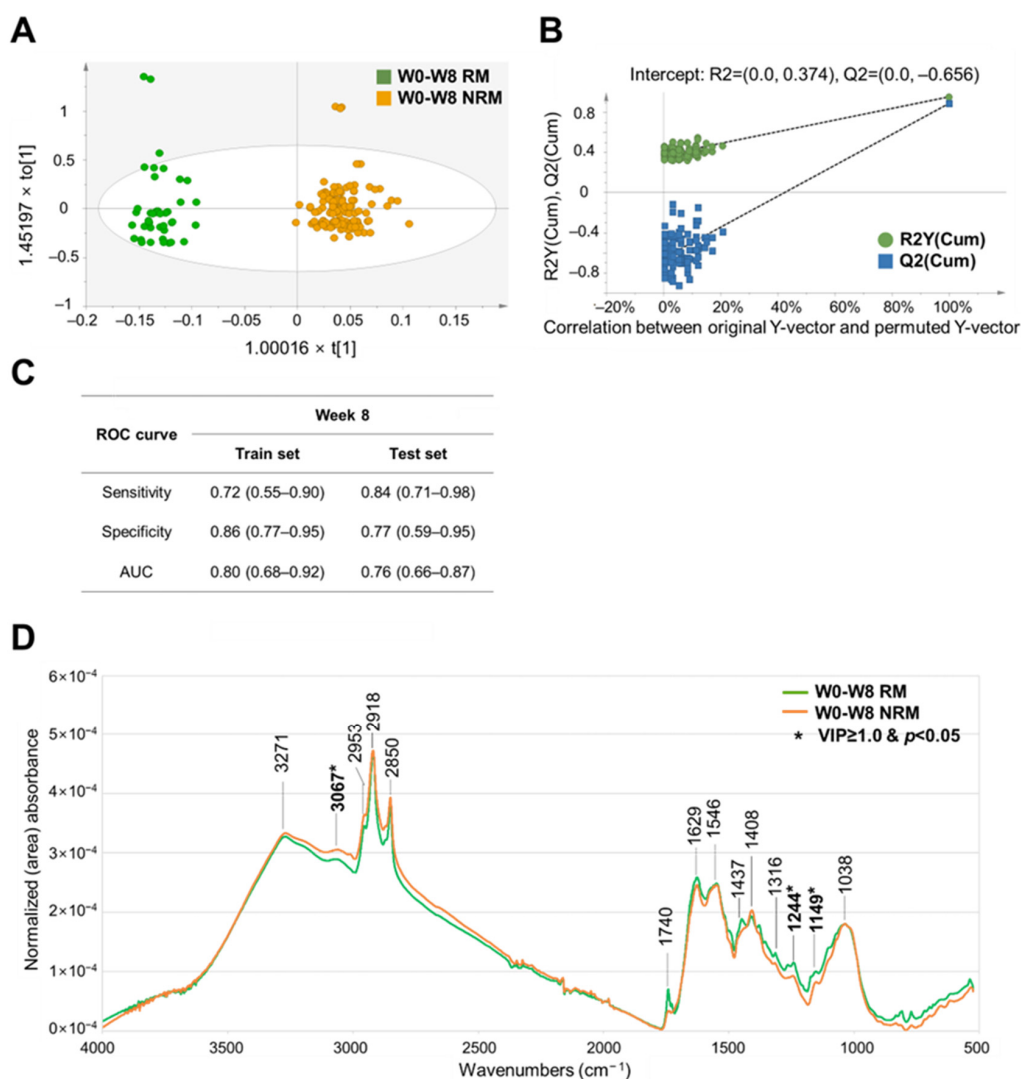 A
W0-W8 RM
W0-W8 NRM
1
0.5
0
−0.5
−1
−0.2
−0.15
−0.1
−0.05
0
0.05
0.1
0.15
1.45197 × to[1]
1.00016 × t[1]
B
Intercept: R2=(0.0, 0.374), Q2=(0.0, −0.656)
0.8
0.4
0
−0.4
−0.8
R2Y(Cum), Q2(Cum)
R2Y(Cum)
Q2(Cum)
−20%
0%
20%
40%
60%
80%
100%
Correlation between original Y-vector and permuted Y-vector
C
ROC curve
Week 8
Train set Test set
Sensitivity 0.72 (0.55–0.90) 0.84 (0.71–0.98)
Specificity 0.86 (0.77–0.95) 0.77 (0.59–0.95)
AUC 0.80 (0.68–0.92) 0.76 (0.66–0.87)
D
6×10⁻⁴
5×10⁻⁴
4×10⁻⁴
3×10⁻⁴
2×10⁻⁴
1×10⁻⁴
0×10⁻⁴
Normalized (area) absorbance
3271
3067*
2953
2918
2850
1740
1629
1546
1437
1408
1316
1244*
1149*
1038
W0-W8 RM
W0-W8 NRM
* VIP≥1.0 & p<0.05
4000
3500
3000
2500
2000
1500
1000
500
Wavenumbers (cm⁻¹)